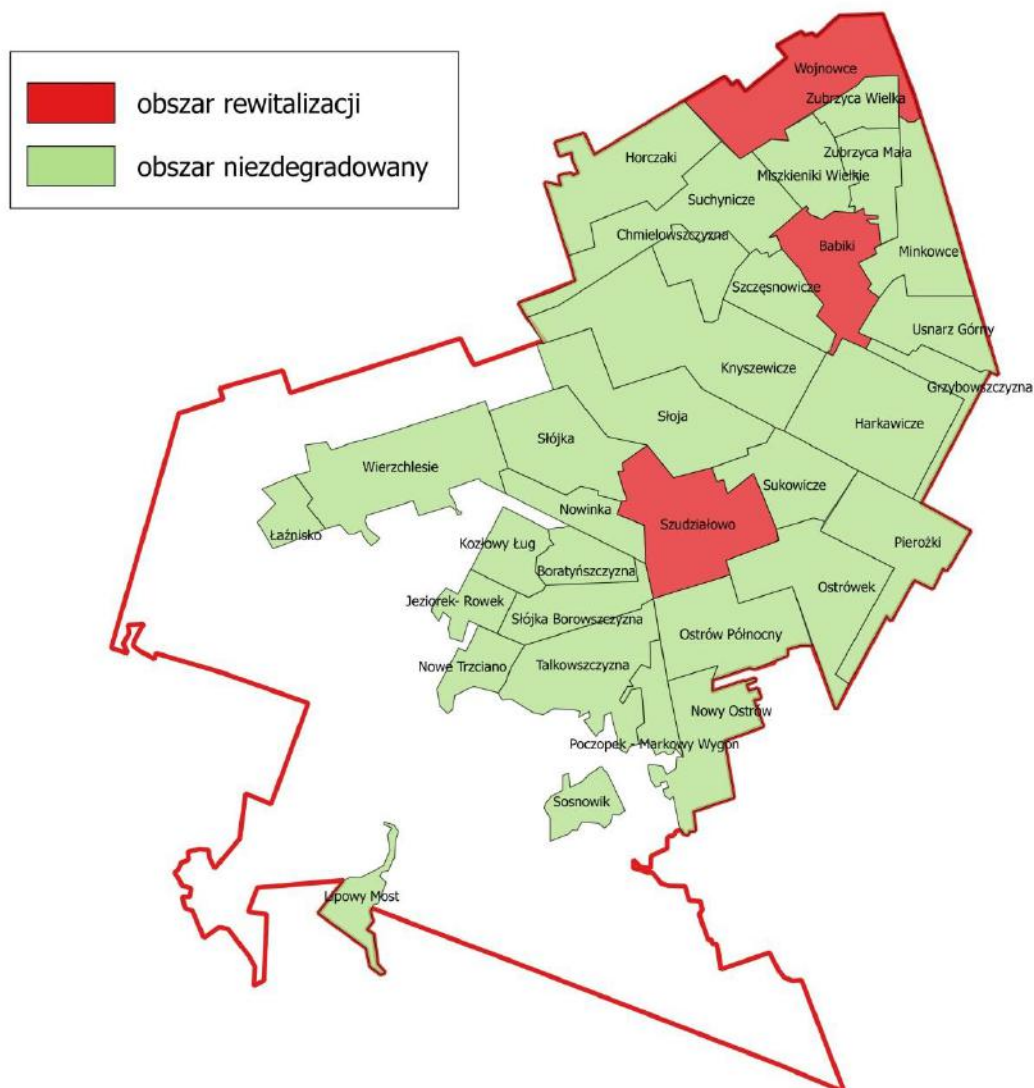 obszar rewitalizacji
obszar niezdegradowany
Wojnowce
Zubrzyca Wielka
Horczaki
Zubrzyca Mała
Miszkieniki Wielkie
Suchynicze
Chmielowszczyzna
Babiki
Minkowce
Szczęsnowicze
Usnarz Górny
Knyszewicze
Grzybowszczyzna
Słoja
Harkawicze
Słójka
Wierzchlesie
Sukowicze
Nowinka
Szudziałowo
Łaźnisko
Kozłowy Ług
Pierożki
Boratyńszczyzna
Ostrówek
Jeziorek- Rowek
Słójka Borowszczyzna
Ostrów Północny
Nowe Trzciano
Talkowszczyzna
Nowy Ostrów
Poczopek - Markowy Wygon
Sosnowik
Lipowy Most